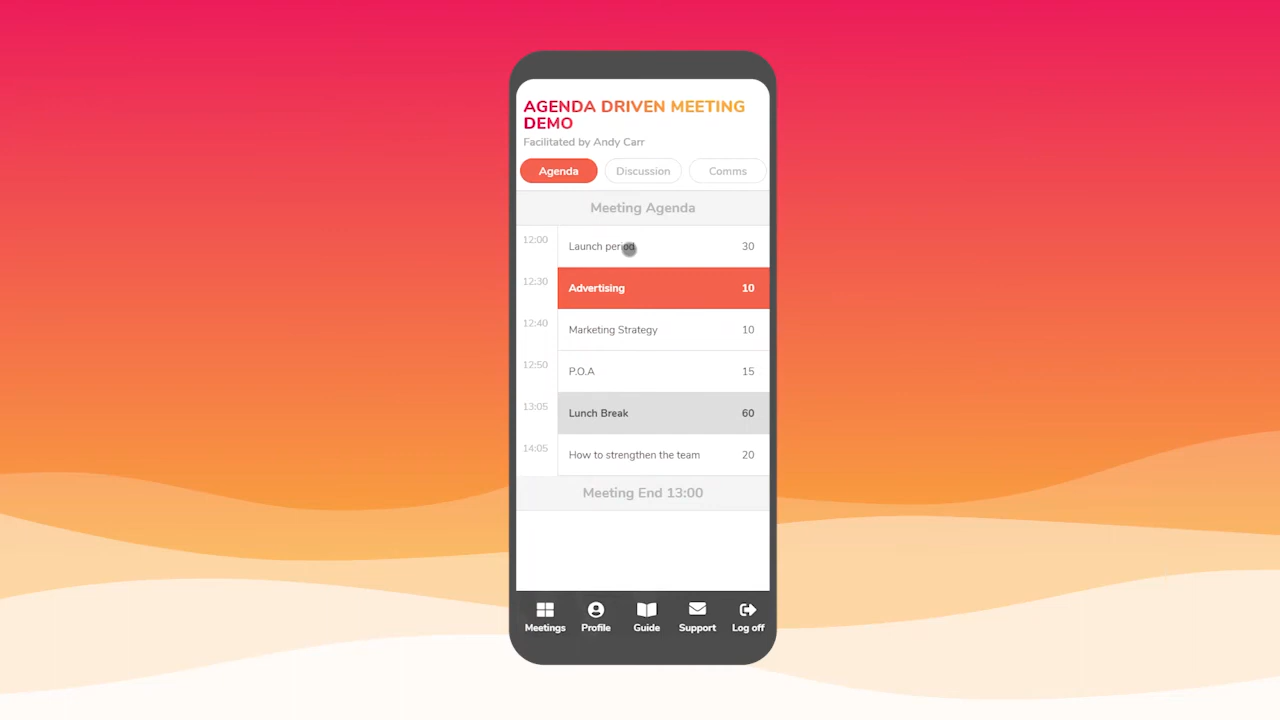 AGENDA DRIVEN MEETING
DEMO
Facilitated by Andy Carr
Agenda Discussion Comms
Meeting Agenda
12:00 Launch period 30
12:30 Advertising 10
12:40 Marketing Strategy 10
12:50 P.O.A 15
13:05 Lunch Break 60
14:05 How to strengthen the team 20
Meeting End 13:00
Meetings Profile Guide Support Log off